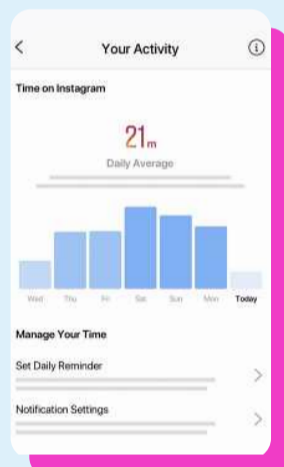 Your Activity
Time on Instagram
21m
Daily Average
Wed Thu Fri Sat Sun Mon Today
Manage Your Time
Set Daily Reminder
Notification Settings